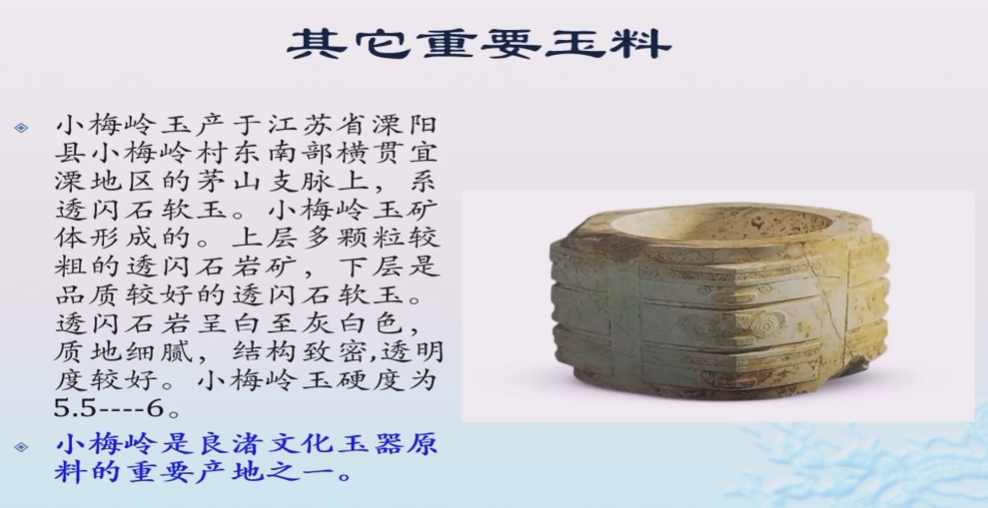 其它重要玉料
小梅岭玉产于江苏省溧阳
县小梅岭村东南部横贯宜
溧地区的茅山支脉上，系
透闪石软玉。小梅岭玉矿
体形成的。上层多颗粒较
粗的透闪石岩矿，下层是
品质较好的透闪石软玉。
透闪石岩呈白至灰白色，
质地细腻，结构致密,透明
度较好。小梅岭玉硬度为
5.5----6。
小梅岭是良渚文化玉器原
料的重要产地之一。